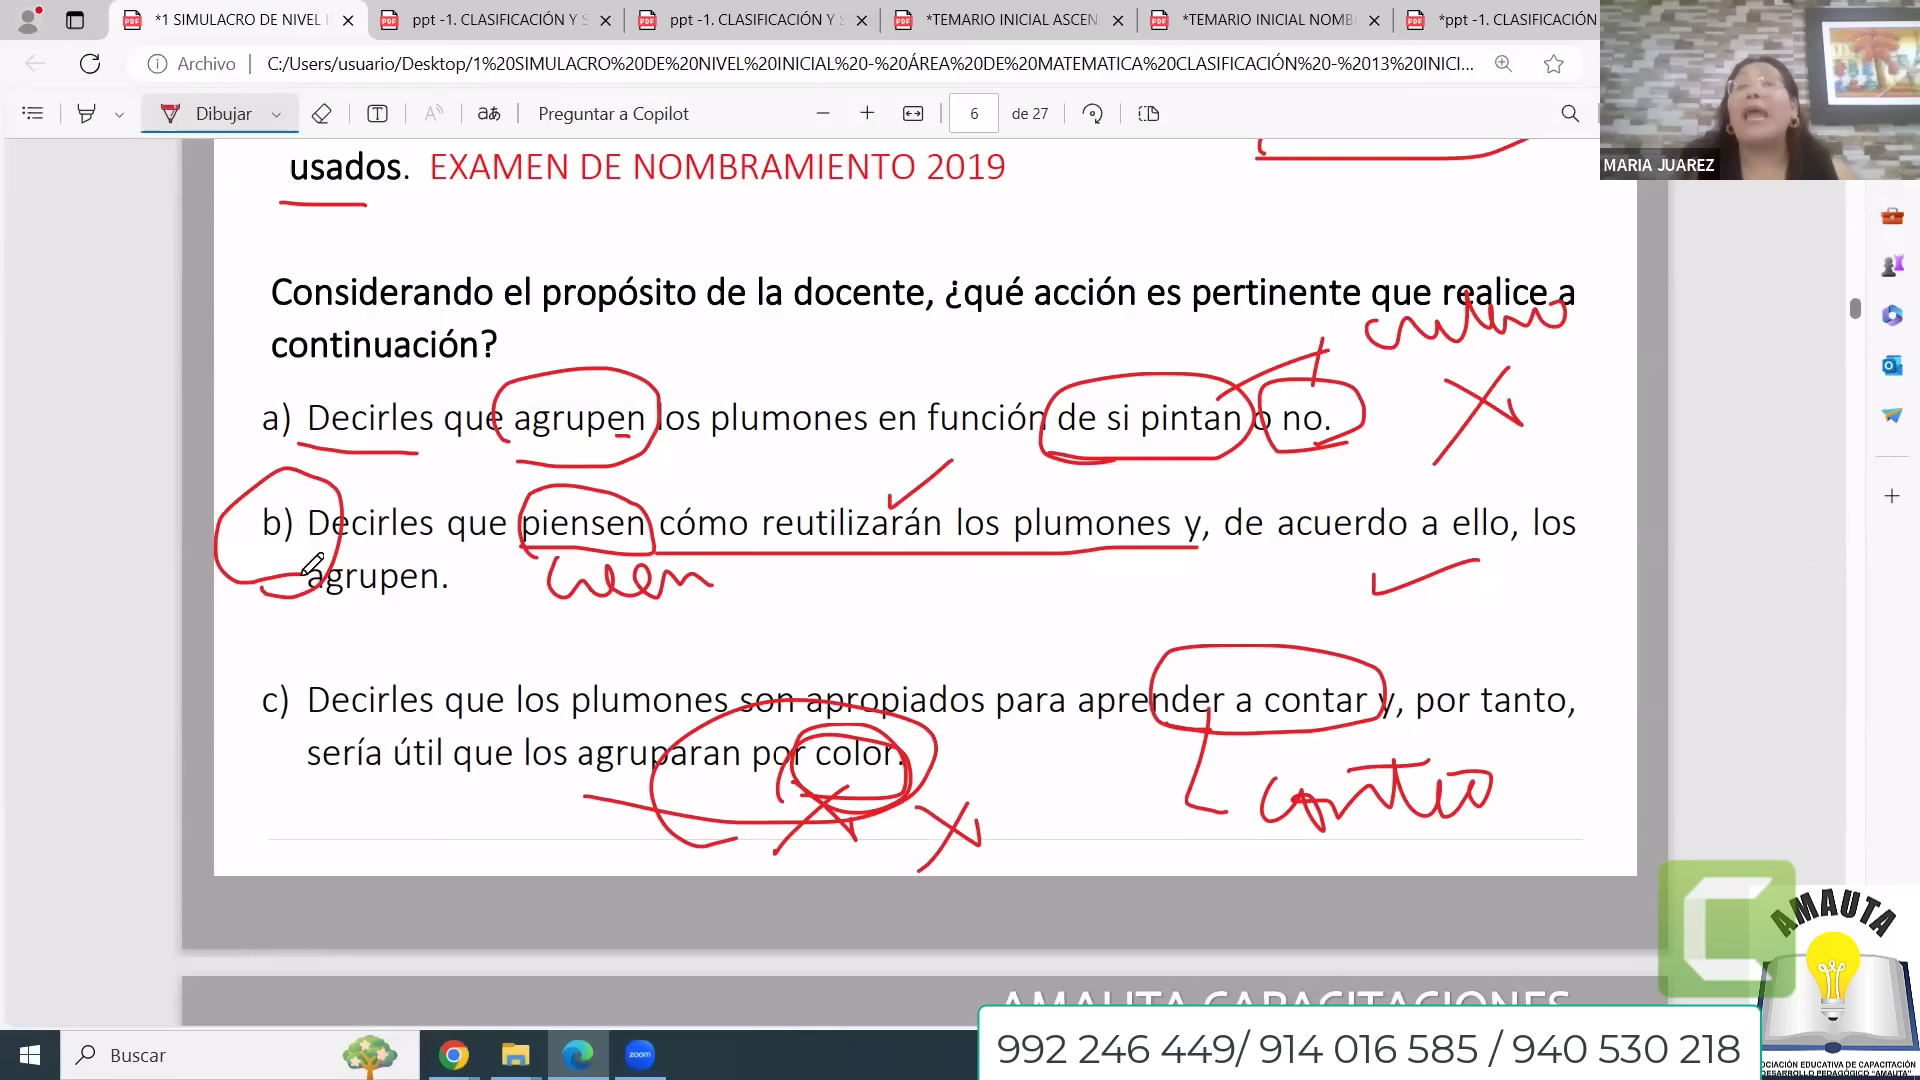 *1 SIMULACRO DE NIVEL I
ppt -1. CLASIFICACIÓN Y S
ppt -1. CLASIFICACIÓN Y S
*TEMARIO INICIAL ASCEN
*TEMARIO INICIAL NOMB
*ppt -1. CLASIFICACIÓN
Archivo
C:/Users/usuario/Desktop/1%20SIMULACRO%20DE%20NIVEL%20INICIAL%20-%20ÁREA%20DE%20MATEMATICA%20CLASIFICACIÓN%20-%2013%20INICI...
Dibujar
Preguntar a Copilot
6
de 27
MARIA JUAREZ
usados. EXAMEN DE NOMBRAMIENTO 2019
Considerando el propósito de la docente, ¿qué acción es pertinente que realice a
continuación?
a) Decirles que agrupen los plumones en función de si pintan o no.
b) Decirles que piensen cómo reutilizarán los plumones y, de acuerdo a ello, los
agrupen.
c) Decirles que los plumones son apropiados para aprender a contar y, por tanto,
sería útil que los agruparan por color.
conteo
AMAUTA
AMAUTA CAPACITACIONES
992 246 449/ 914 016 585 / 940 530 218
Buscar
zoom